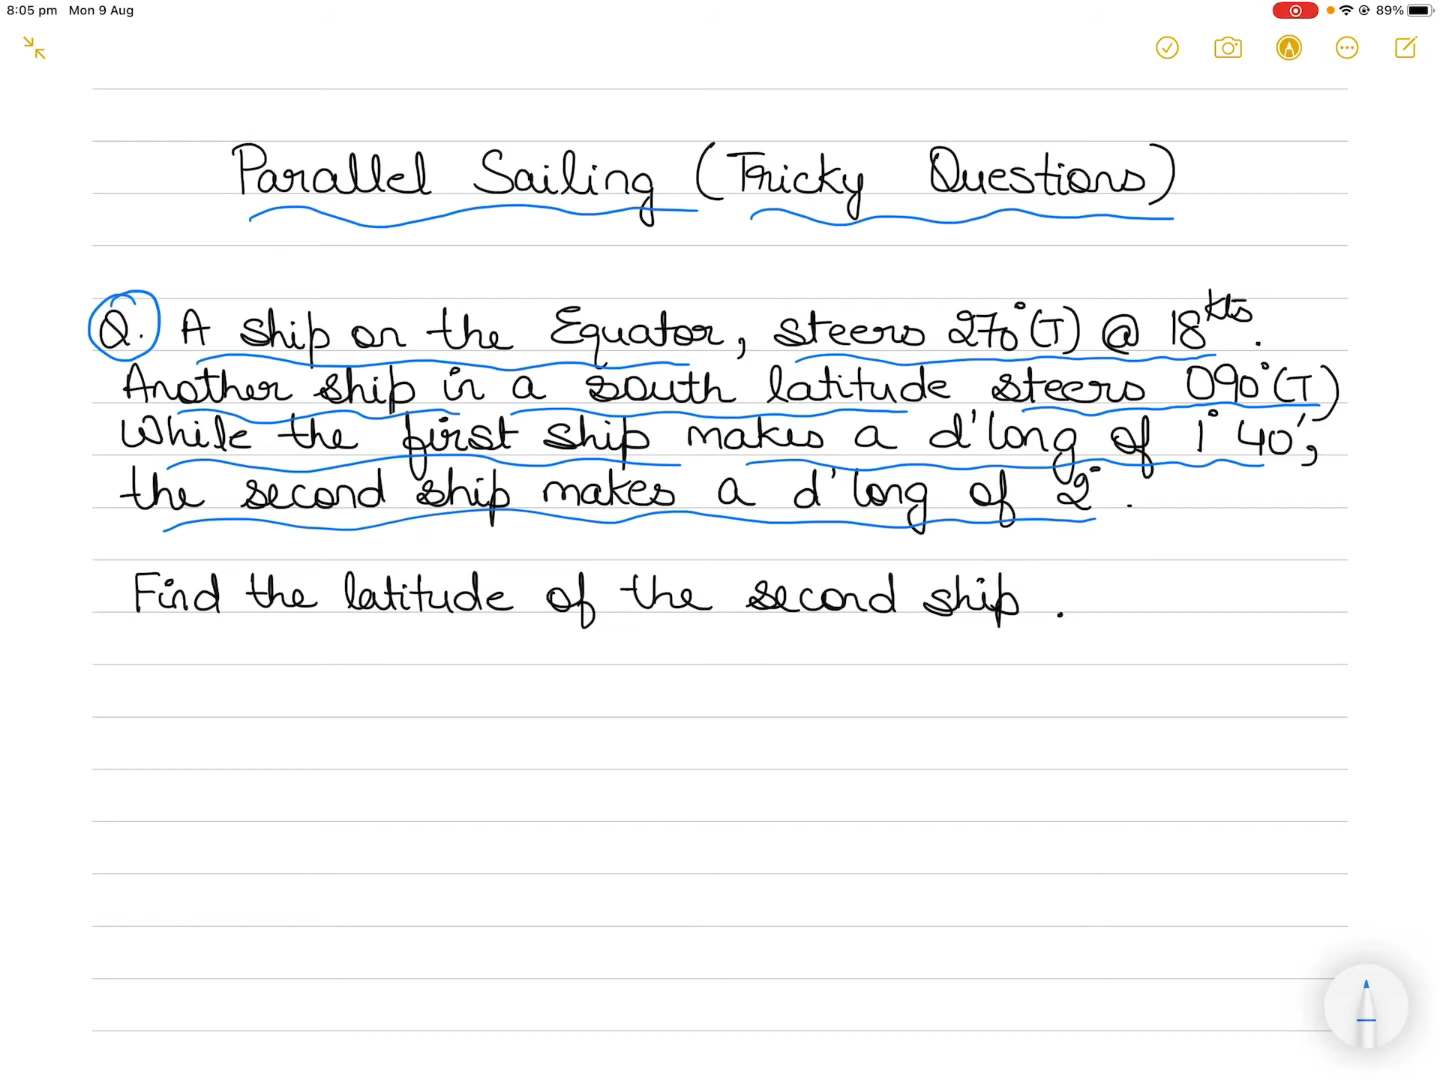 8:05 pm Mon 9 Aug 89%
Parallel Sailing (Tricky Questions)
Q. A ship on the Equator, steers 270°(T) @ 18 kts.
Another ship in a south latitude steers 090°(T)
While the first ship makes a d'long of 1° 40',
the second ship makes a d'long of 2°.
Find the latitude of the second ship.